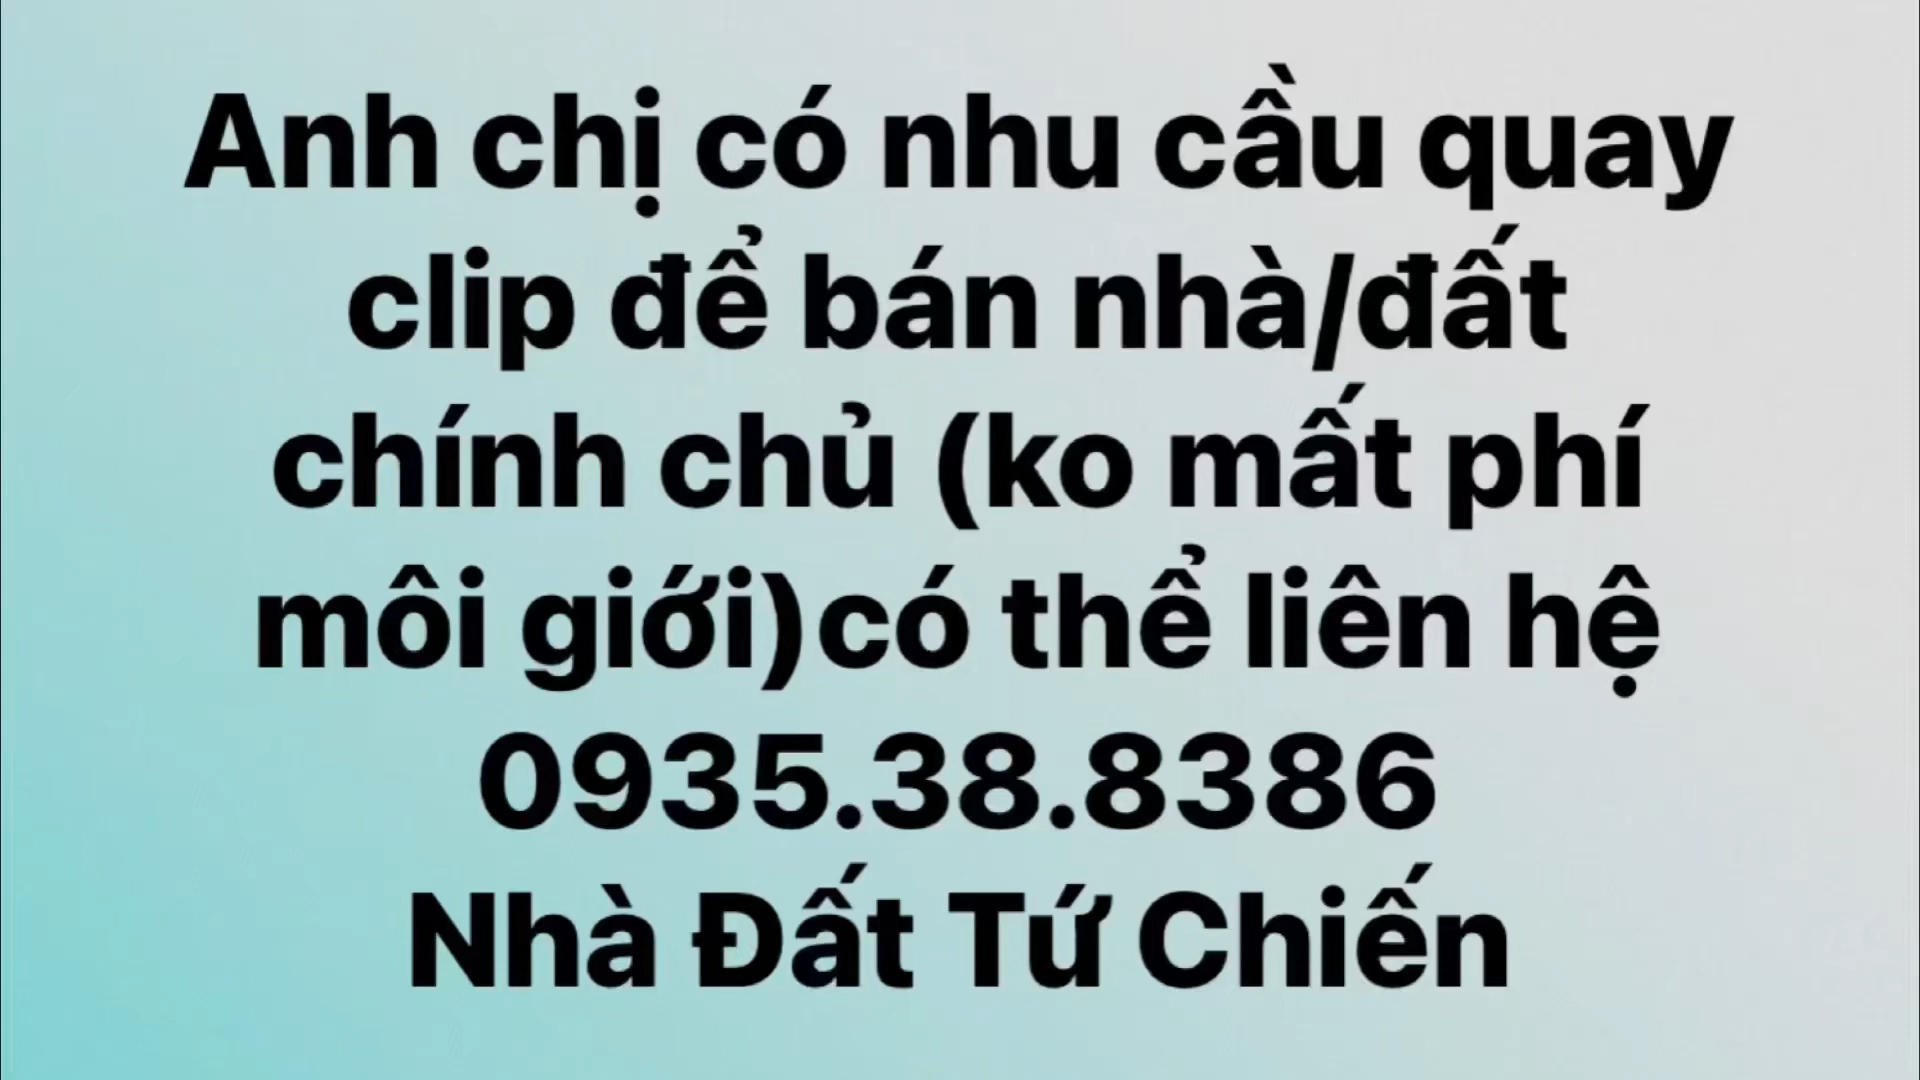 Anh chị có nhu cầu quay
clip để bán nhà/đất
chính chủ (ko mất phí
môi giới)có thể liên hệ
0935.38.8386
Nhà Đất Tứ Chiến